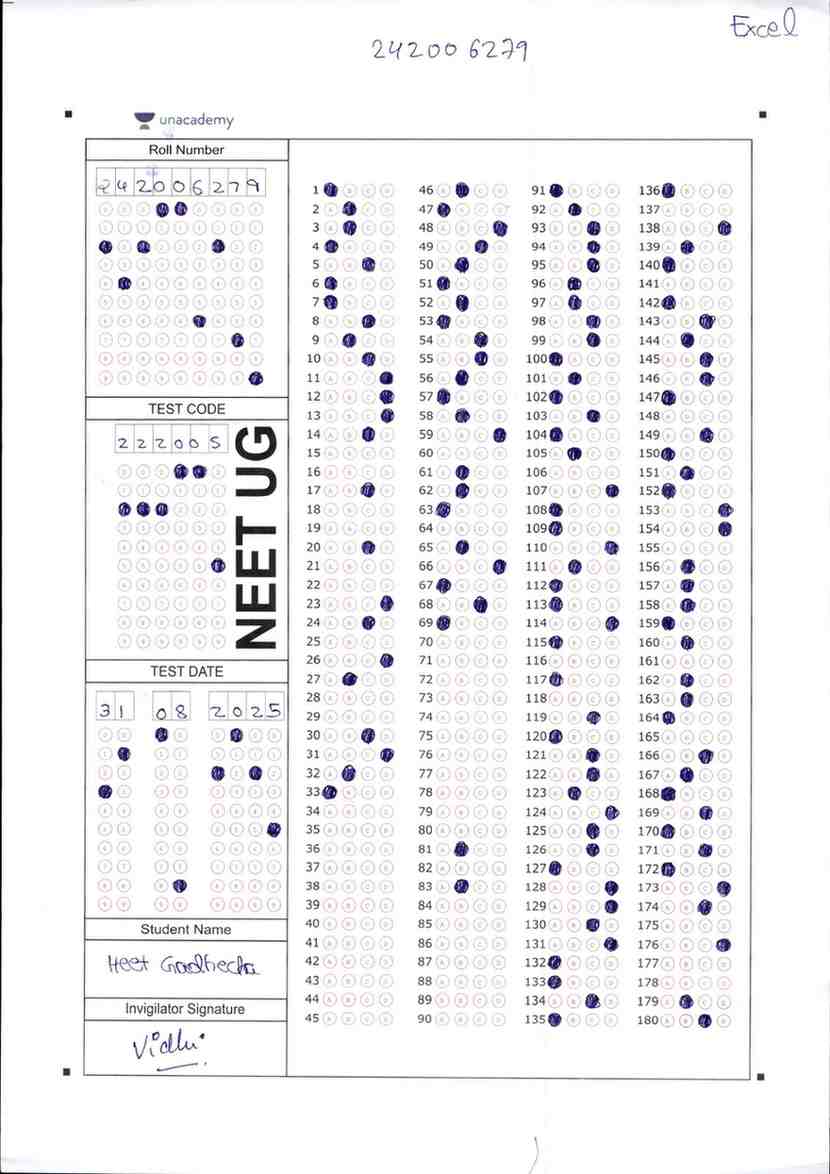 Excel
242006279
unacademy
Roll Number
242006279
TEST CODE
222005
NEET UG
TEST DATE
31 08 2025
Student Name
Heet Gadhecha
Invigilator Signature
Vidhi
1 46 91 136
2 47 92 137
3 48 93 138
4 49 94 139
5 50 95 140
6 51 96 141
7 52 97 142
8 53 98 143
9 54 99 144
10 55 100 145
11 56 101 146
12 57 102 147
13 58 103 148
14 59 104 149
15 60 105 150
16 61 106 151
17 62 107 152
18 63 108 153
19 64 109 154
20 65 110 155
21 66 111 156
22 67 112 157
23 68 113 158
24 69 114 159
25 70 115 160
26 71 116 161
27 72 117 162
28 73 118 163
29 74 119 164
30 75 120 165
31 76 121 166
32 77 122 167
33 78 123 168
34 79 124 169
35 80 125 170
36 81 126 171
37 82 127 172
38 83 128 173
39 84 129 174
40 85 130 175
41 86 131 176
42 87 132 177
43 88 133 178
44 89 134 179
45 90 135 180